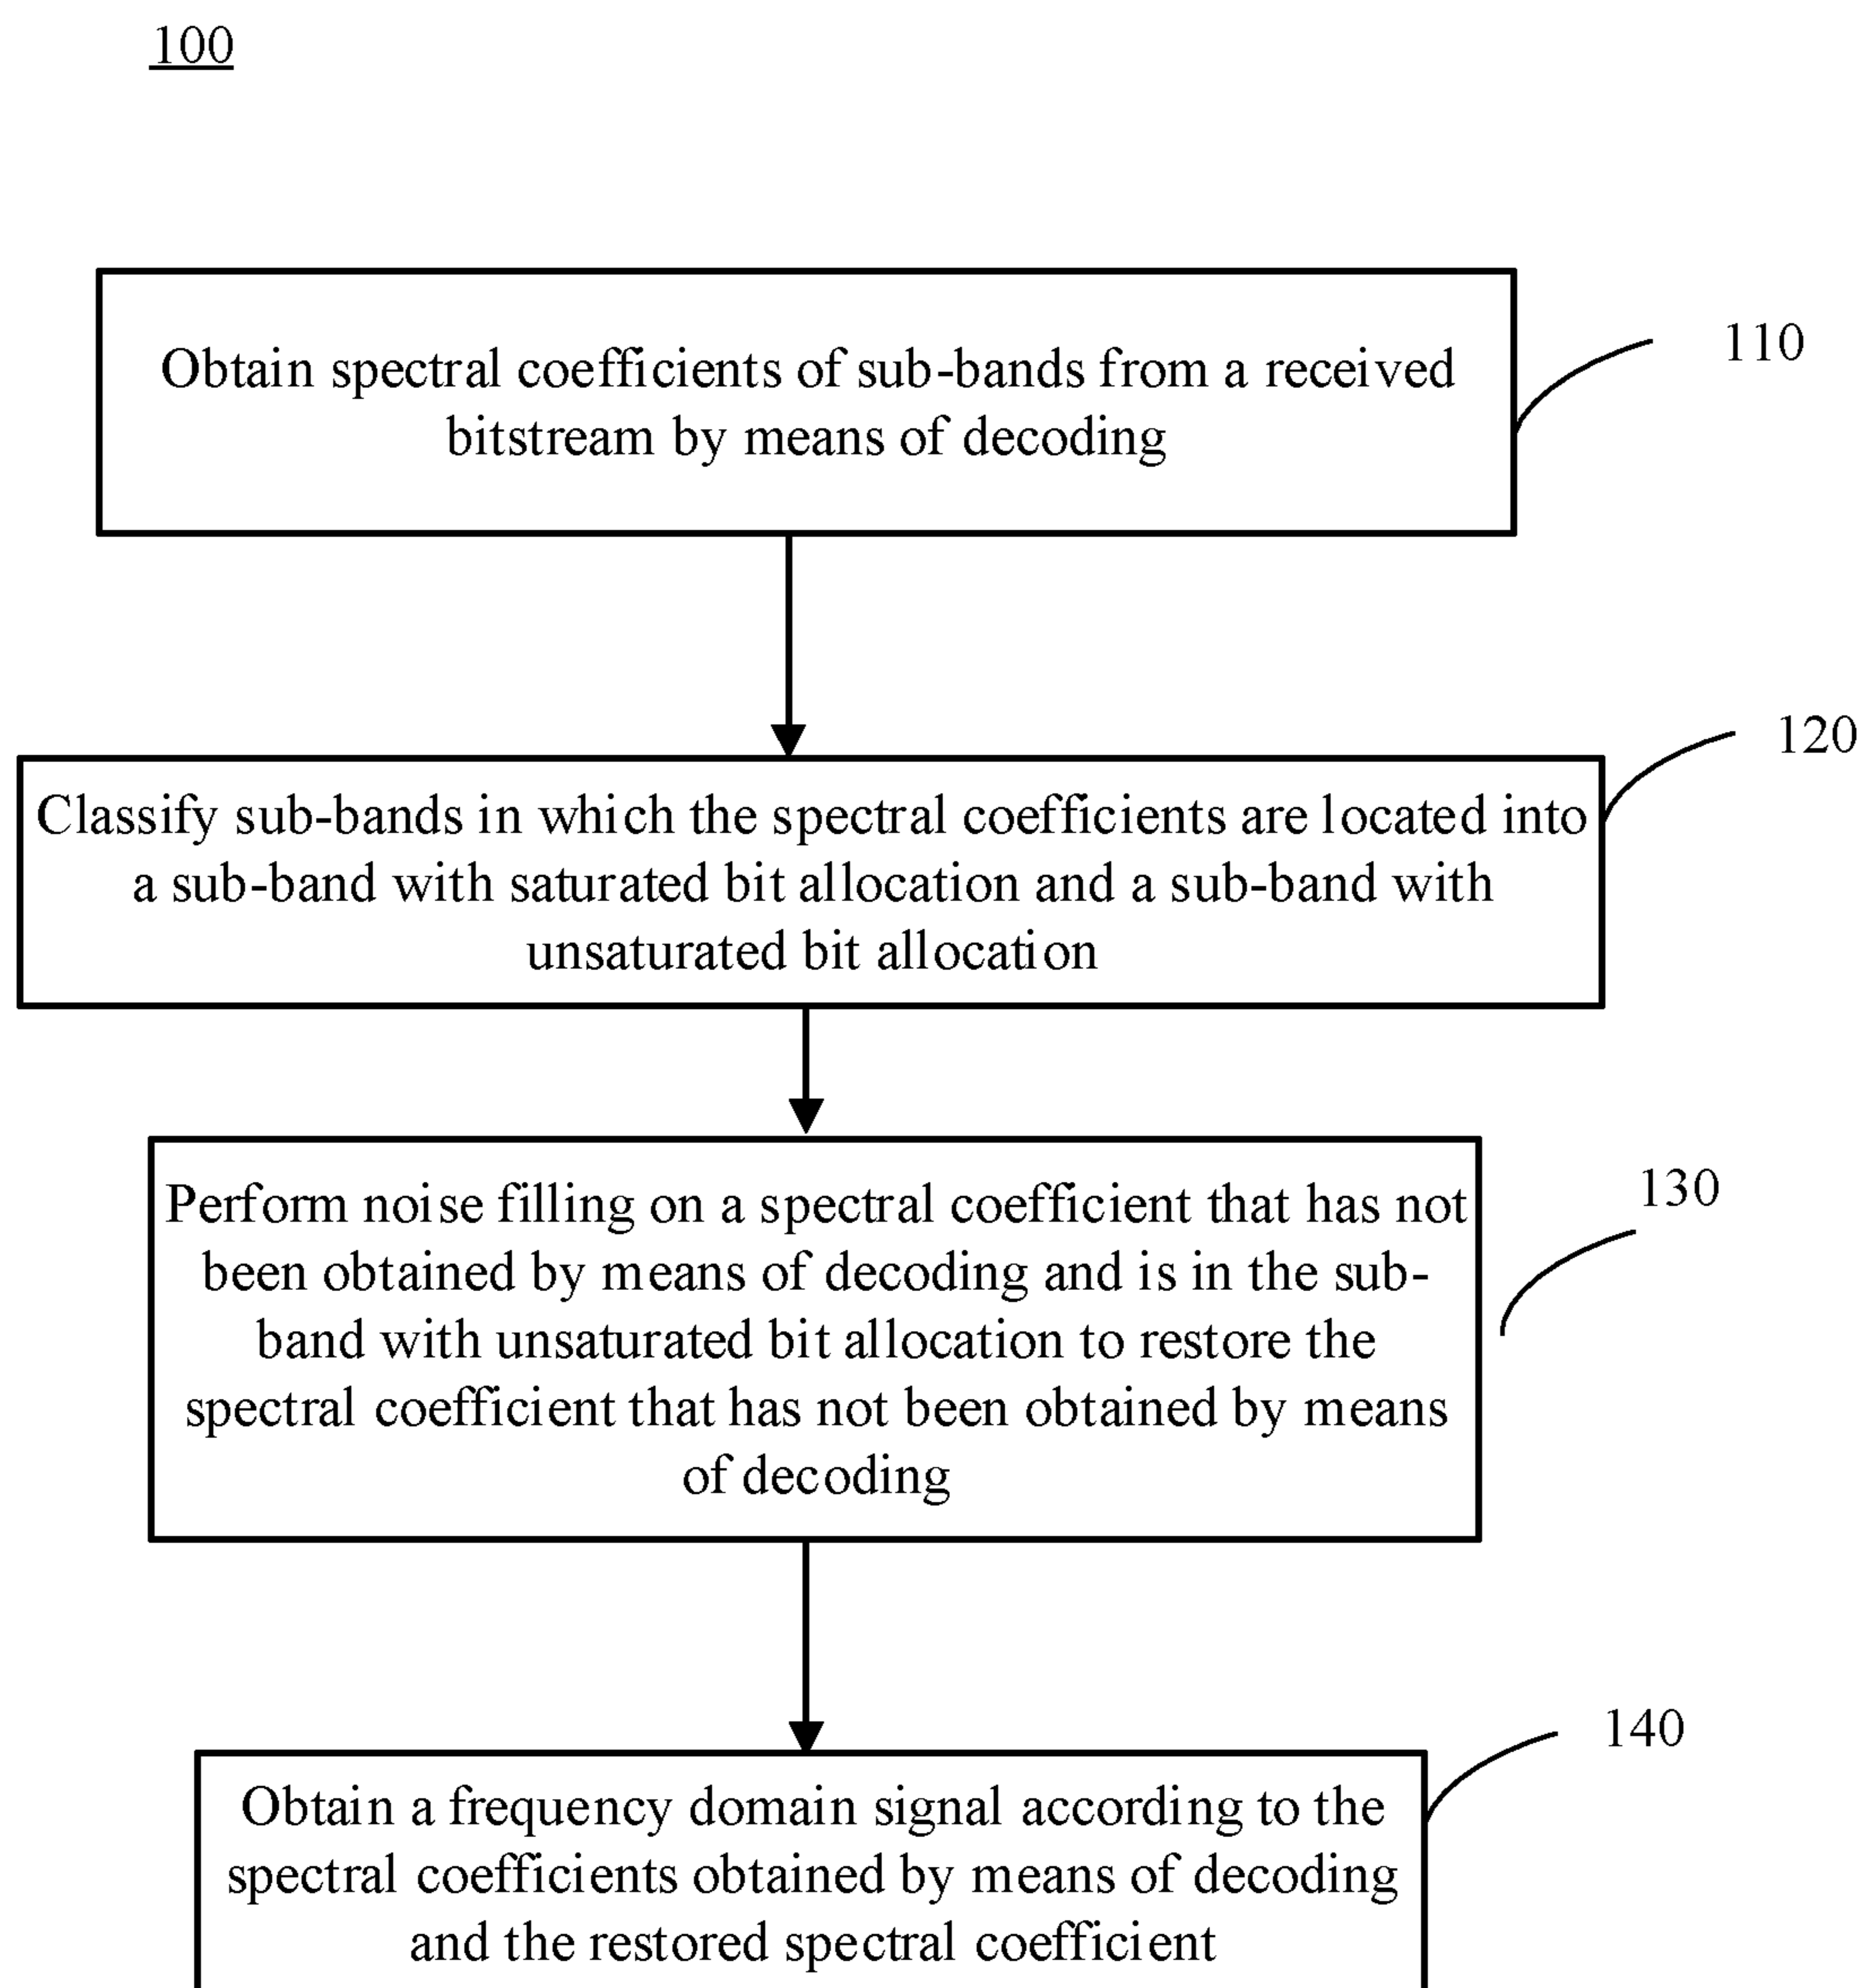 100
Obtain spectral coefficients of sub-bands from a received
bitstream by means of decoding
110
Classify sub-bands in which the spectral coefficients are located into
a sub-band with saturated bit allocation and a sub-band with
unsaturated bit allocation
120
Perform noise filling on a spectral coefficient that has not
been obtained by means of decoding and is in the sub-
band with unsaturated bit allocation to restore the
spectral coefficient that has not been obtained by means
of decoding
130
Obtain a frequency domain signal according to the
spectral coefficients obtained by means of decoding
and the restored spectral coefficient
140